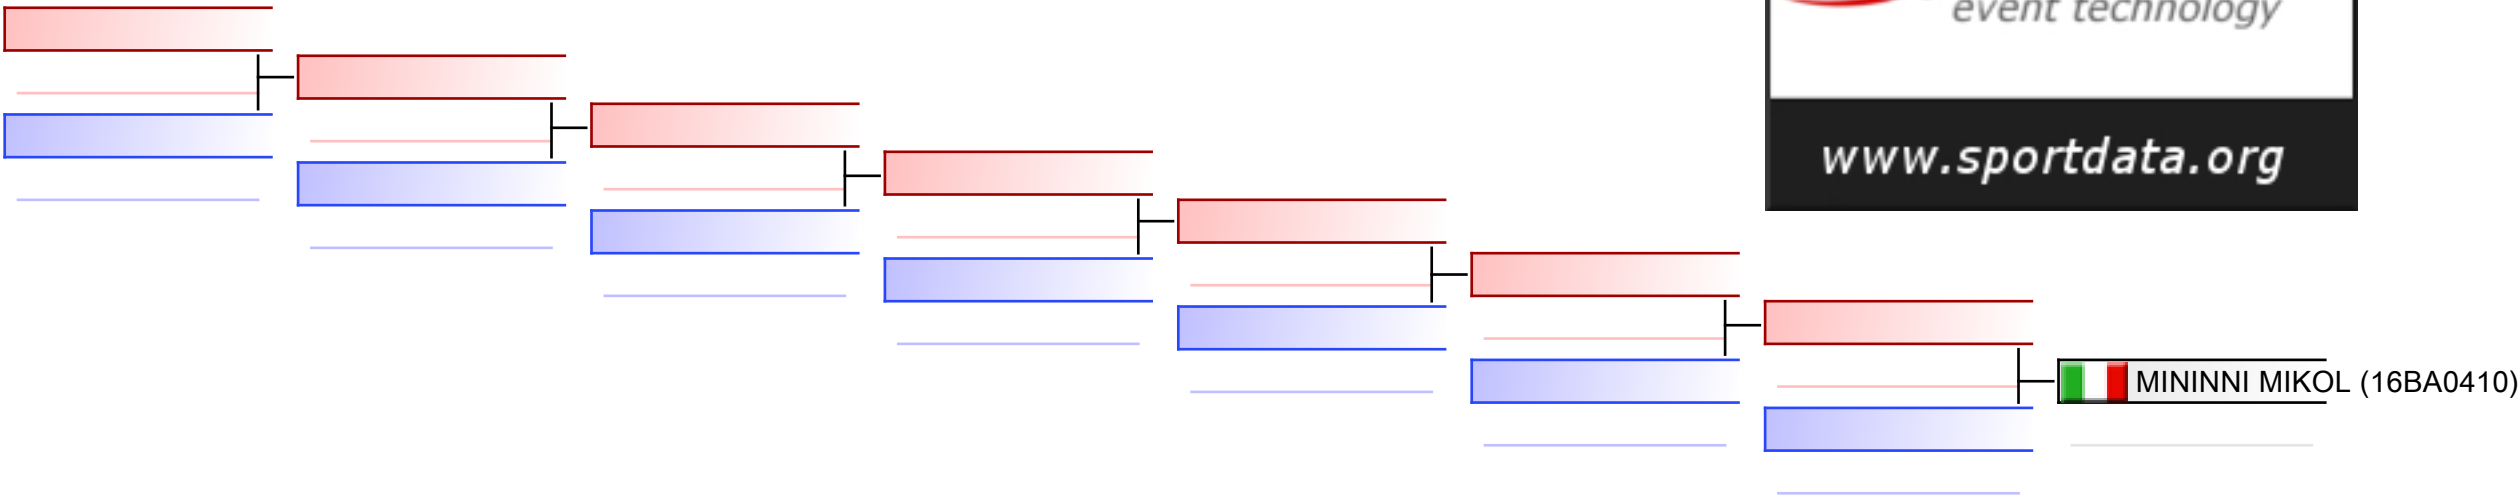 event technology
www.sportdata.org
MININNI MIKOL (16BA0410)